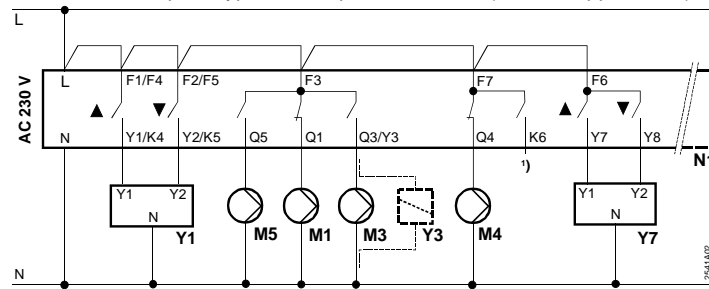 L
L F1/F4 F2/F5 F3 F7 F6
AC 230 V
N Y1/K4 Y2/K5 Q5 Q1 Q3/Y3 Q4 K6 Y7 Y8
N1
¹)
Y1 Y2 Y1 Y2
N N
Y1 M5 M1 M3 Y3 M4 Y7
N
2541A02